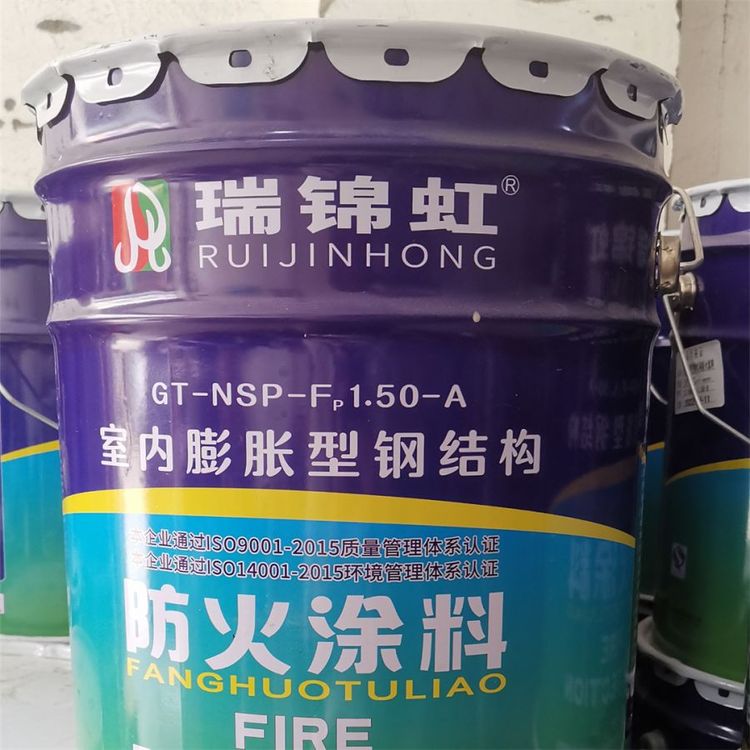 瑞锦虹®
RUIJINHONG
GT-NSP-Fp1.50-A
室内膨胀型钢结构
本企业通过ISO9001-2015质量管理体系认证
本企业通过ISO14001-2015环境管理体系认证
防火涂料
FANGHUOTULIAO
FIRE